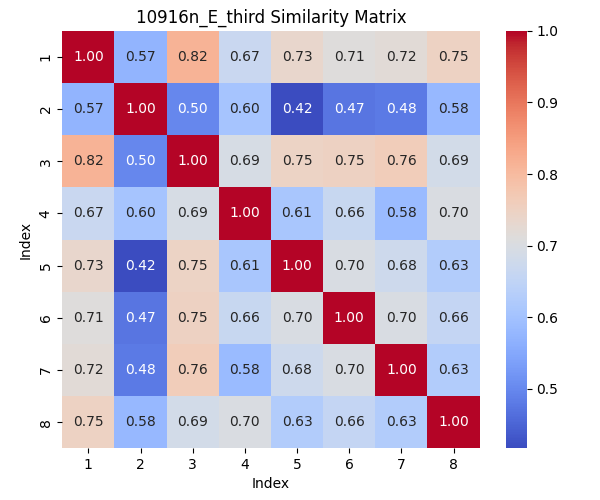 10916n_E_third Similarity Matrix
1 1.00 0.57 0.82 0.67 0.73 0.71 0.72 0.75
2 0.57 1.00 0.50 0.60 0.42 0.47 0.48 0.58
3 0.82 0.50 1.00 0.69 0.75 0.75 0.76 0.69
4 0.67 0.60 0.69 1.00 0.61 0.66 0.58 0.70
5 0.73 0.42 0.75 0.61 1.00 0.70 0.68 0.63
6 0.71 0.47 0.75 0.66 0.70 1.00 0.70 0.66
7 0.72 0.48 0.76 0.58 0.68 0.70 1.00 0.63
8 0.75 0.58 0.69 0.70 0.63 0.66 0.63 1.00
1 2 3 4 5 6 7 8
Index
Index
1.0
0.9
0.8
0.7
0.6
0.5